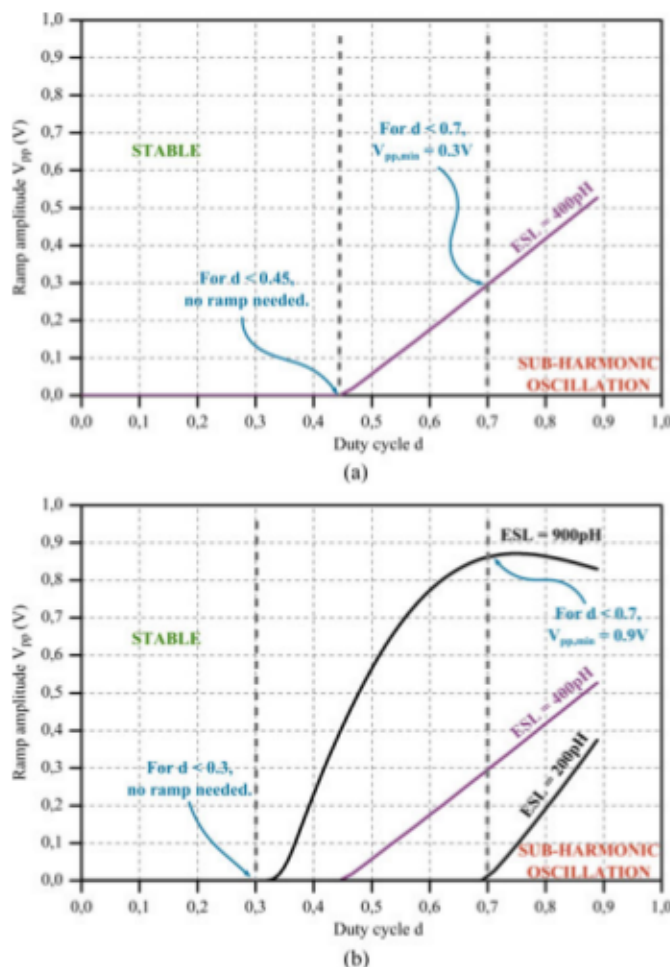 1,0
0,9
0,8
0,7
0,6
0,5
0,4
0,3
0,2
0,1
0,0
Ramp amplitude Vpp (V)
STABLE
For d < 0.7,
Vpp,min = 0.3V
ESL = 400pH
For d < 0.45,
no ramp needed.
SUB-HARMONIC
OSCILLATION
0,0 0,1 0,2 0,3 0,4 0,5 0,6 0,7 0,8 0,9 1,0
Duty cycle d
(a)
1,0
0,9
0,8
0,7
0,6
0,5
0,4
0,3
0,2
0,1
0,0
Ramp amplitude Vpp (V)
ESL = 900pH
STABLE
For d < 0.7,
Vpp,min = 0.9V
ESL = 400pH
For d < 0.3,
no ramp needed.
ESL = 200pH
SUB-HARMONIC
OSCILLATION
0,0 0,1 0,2 0,3 0,4 0,5 0,6 0,7 0,8 0,9 1,0
Duty cycle d
(b)